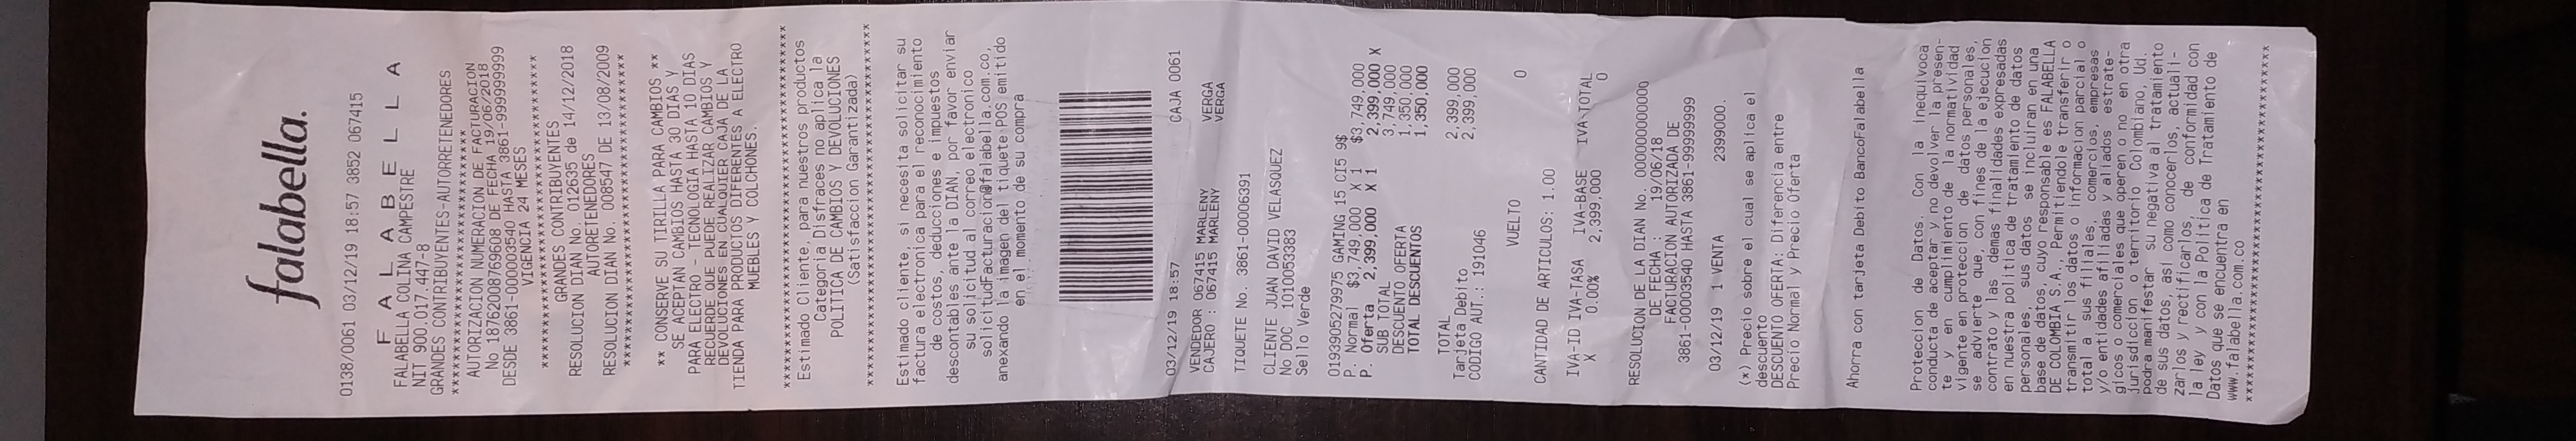 falabella.
0138/0061 03/12/19 18:57 3852 067415
F A L A B E L L A
FALABELLA COLINA CAMPESTRE
NIT 900.017.447-8
GRANDES CONTRIBUYENTES-AUTORRETENEDORES
*******************************
AUTORIZACION NUMERACION DE FACTURACION
No 18762008769608 DE FECHA 19/06/2018
DESDE 3861-000003540 HASTA 3861-999999999
VIGENCIA 24 MESES
*************************************
GRANDES CONTRIBUYENTES
RESOLUCION DIAN No. 012635 de 14/12/2018
AUTORETENEDORES
RESOLUCION DIAN No. 008547 DE 13/08/2009
*************************************
** CONSERVE SU TIRILLA PARA CAMBIOS **
SE ACEPTAN CAMBIOS HASTA 30 DIAS Y
PARA ELECTRO - TECNOLOGIA HASTA 10 DIAS
RECUERDE QUE PUEDE REALIZAR CAMBIOS Y
DEVOLUCIONES EN CUALQUIER CAJA DE LA
TIENDA PARA PRODUCTOS DIFERENTES A ELECTRO
MUEBLES Y COLCHONES.
******************************************
Estimado Cliente, para nuestros productos
Categoria Disfraces no aplica la
POLITICA DE CAMBIOS Y DEVOLUCIONES
(Satisfaccion Garantizada)
******************************************
Estimado cliente, si necesita solicitar su
factura electronica para el reconocimiento
de costos, deducciones e impuestos
descontables ante la DIAN, por favor enviar
su solicitud al correo electronico
solicitudFacturacion@falabella.com.co,
anexando la imagen del tiquete POS emitido
en el momento de su compra
03/12/19 18:57 CAJA 0061
VENDEDOR 067415 MARLENY VERGA
CAJERO : 067415 MARLENY VERGA
TIQUETE No. 3861-00006391
CLIENTE JUAN DAVID VELASQUEZ
No DOC 1010053383
Sello Verde
0193905279975 GAMING 15 CI5 9$
P. Normal $3,749,000 X 1 $3,749,000
P. Oferta 2,399,000 X 1 2,399,000 X
SUB TOTAL 3,749,000
DESCUENTO OFERTA 1,350,000
TOTAL DESCUENTOS 1,350,000
TOTAL 2,399,000
Tarjeta Debito 2,399,000
CODIGO AUT.: 191046
VUELTO 0
CANTIDAD DE ARTICULOS: 1.00
IVA-ID IVA-TASA IVA-BASE IVA-TOTAL
X 0.00% 2,399,000 0
RESOLUCION DE LA DIAN No. 000000000000
DE FECHA : 19/06/18
FACTURACION AUTORIZADA DE
3861-00003540 HASTA 3861-99999999
03/12/19 1 VENTA 2399000.
(*) Precio sobre el cual se aplica el
descuento
DESCUENTO OFERTA: Diferencia entre
Precio Normal y Precio Oferta
Ahorra con tarjeta Debito BancoFalabella
Proteccion de Datos. Con la inequivoca
conducta de aceptar y no devolver la presen-
te y en cumplimiento de la normatividad
vigente en proteccion de datos personales,
se advierte que, con fines de la ejecucion
contrato y las demas finalidades expresadas
en nuestra politica de tratamiento de datos
personales, sus datos se incluiran en una
base de datos, cuyo responsable es FALABELLA
DE COLOMBIA S.A., Permitiendole transferir o
transmitir los datos o informacion parcial o
total a sus filiales, comercios, empresas
y/o entidades afiliadas y aliados estrate-
gicos o comerciales que operen o no en otra
jurisdiccion o territorio Colombiano, Ud.
podra manifestar su negativa al tratamiento
de sus datos, asi como conocerlos, actuali-
zarlos y rectificarlos, de conformidad con
la ley y con la Politica de Tratamiento de
Datos que se encuentra en
www.falabella.com.co
******************************************